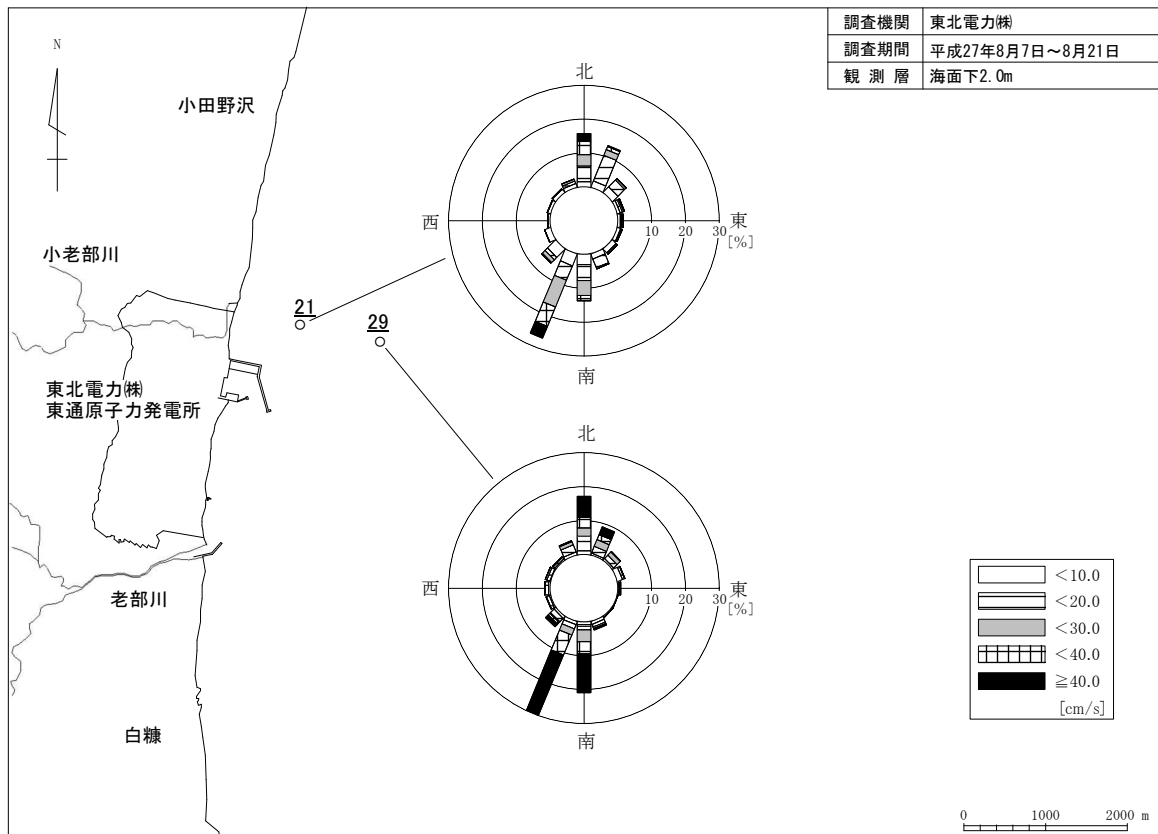 調査機関 東北電力㈱
調査期間 平成27年8月7日～8月21日
観測層 海面下2.0m
N
小田野沢
小老部川
21
29
東北電力㈱
東通原子力発電所
老部川
白糠
北
西
東
南
10 20 30
[%]
北
西
東
南
10 20 30
[%]
＜10.0
＜20.0
＜30.0
＜40.0
≧40.0
[cm/s]
0 1000 2000 m